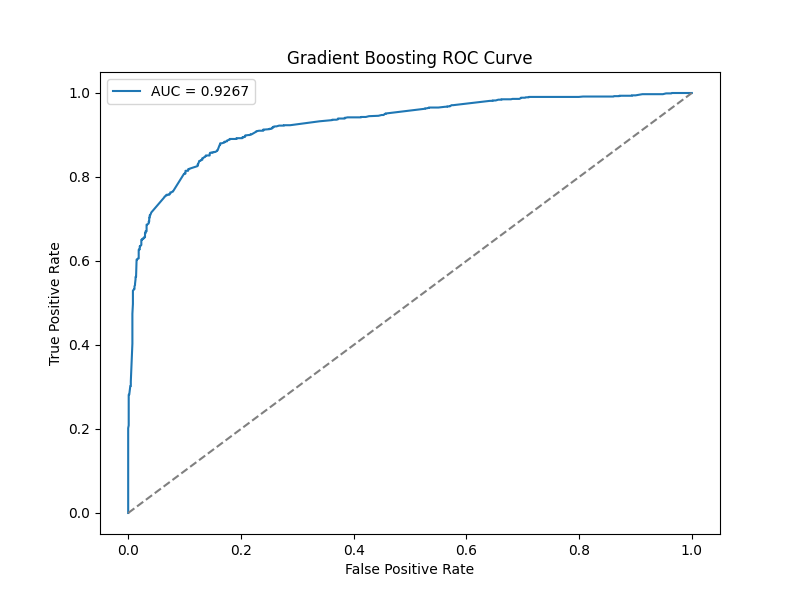 Gradient Boosting ROC Curve
AUC = 0.9267
True Positive Rate
1.0
0.8
0.6
0.4
0.2
0.0
0.0 0.2 0.4 0.6 0.8 1.0
False Positive Rate